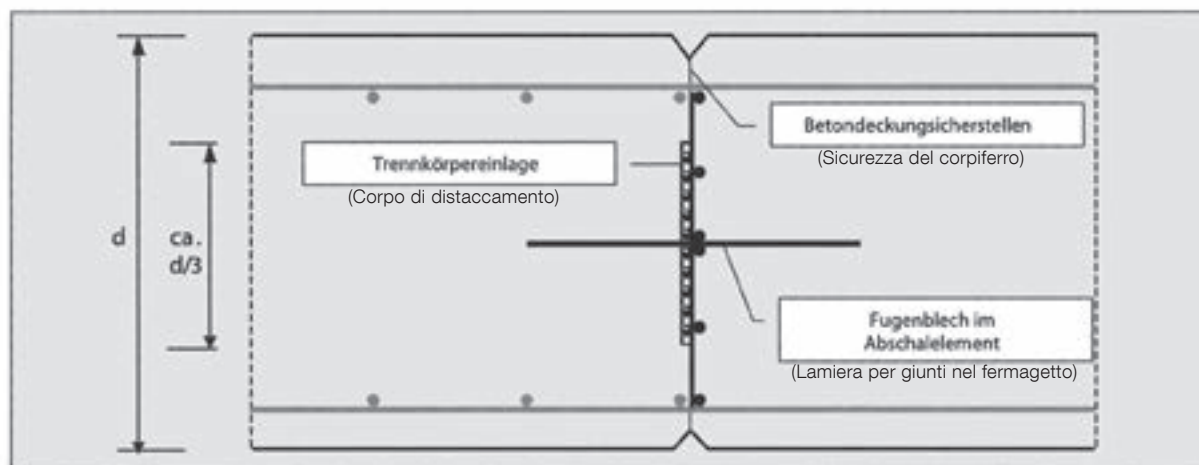 Betondeckungsicherstellen
(Sicurezza del corpiferro)
Trennkörpereinlage
(Corpo di distaccamento)
d
ca.
d/3
Fugenblech im
Abschalelement
(Lamiera per giunti nel fermagetto)